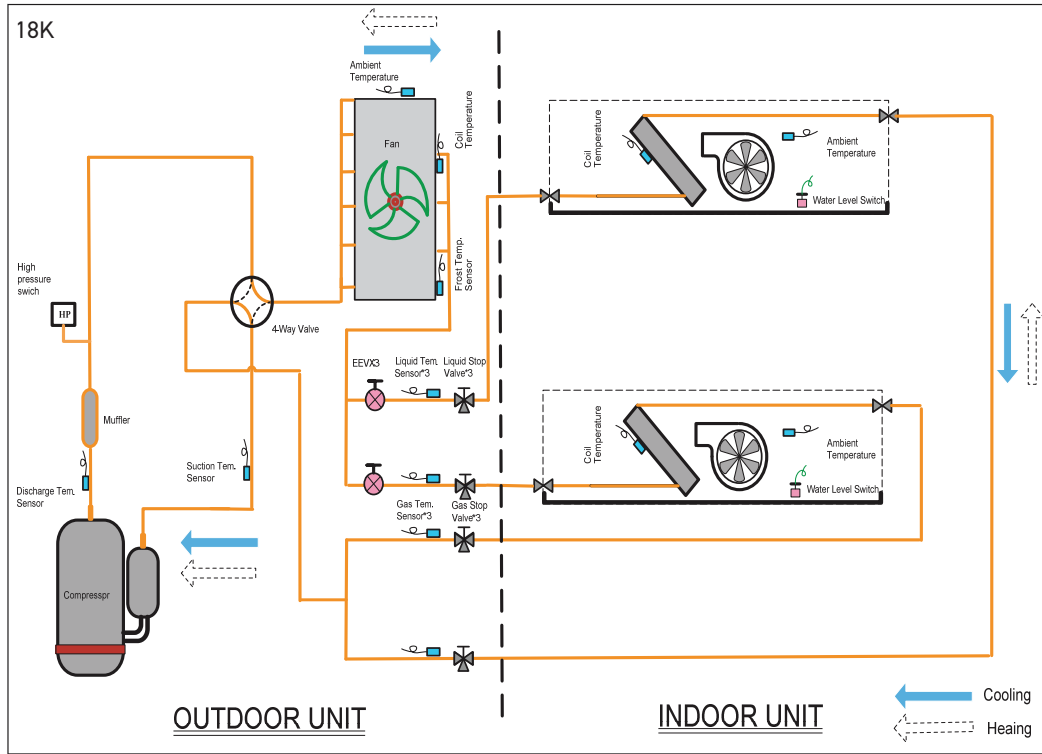 18K
Ambient
Temperature
Coil
Temperature
Fan
Frost Temp.
Sensor
High
pressure
swich
HP
4-Way Valve
Muffler
Discharge Tem.
Sensor
Suction Tem.
Sensor
Compresspr
EEVX3
Liquid Tem.
Sensor*3
Liquid Stop
Valve*3
Gas Tem.
Sensor*3
Gas Stop
Valve*3
Coil
Temperature
Ambient
Temperature
Water Level Switch
Coil
Temperature
Ambient
Temperature
Water Level Switch
OUTDOOR UNIT
INDOOR UNIT
Cooling
Heaing